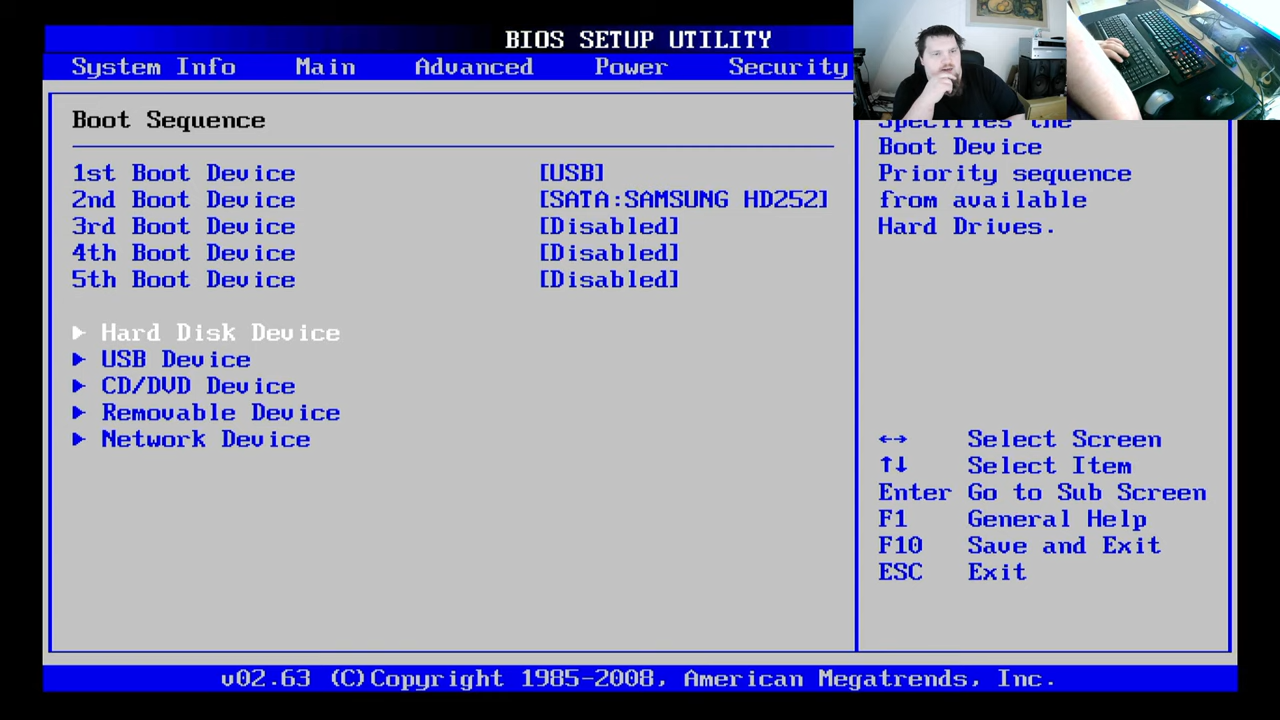 BIOS SETUP UTILITY
System Info Main Advanced Power Security
Boot Sequence
1st Boot Device [USB]
2nd Boot Device [SATA:SAMSUNG HD252]
3rd Boot Device [Disabled]
4th Boot Device [Disabled]
5th Boot Device [Disabled]
Hard Disk Device
USB Device
CD/DVD Device
Removable Device
Network Device
Specifies the
Boot Device
Priority sequence
from available
Hard Drives.
←→ Select Screen
↑↓ Select Item
Enter Go to Sub Screen
F1 General Help
F10 Save and Exit
ESC Exit
v02.63 (C)Copyright 1985-2008, American Megatrends, Inc.